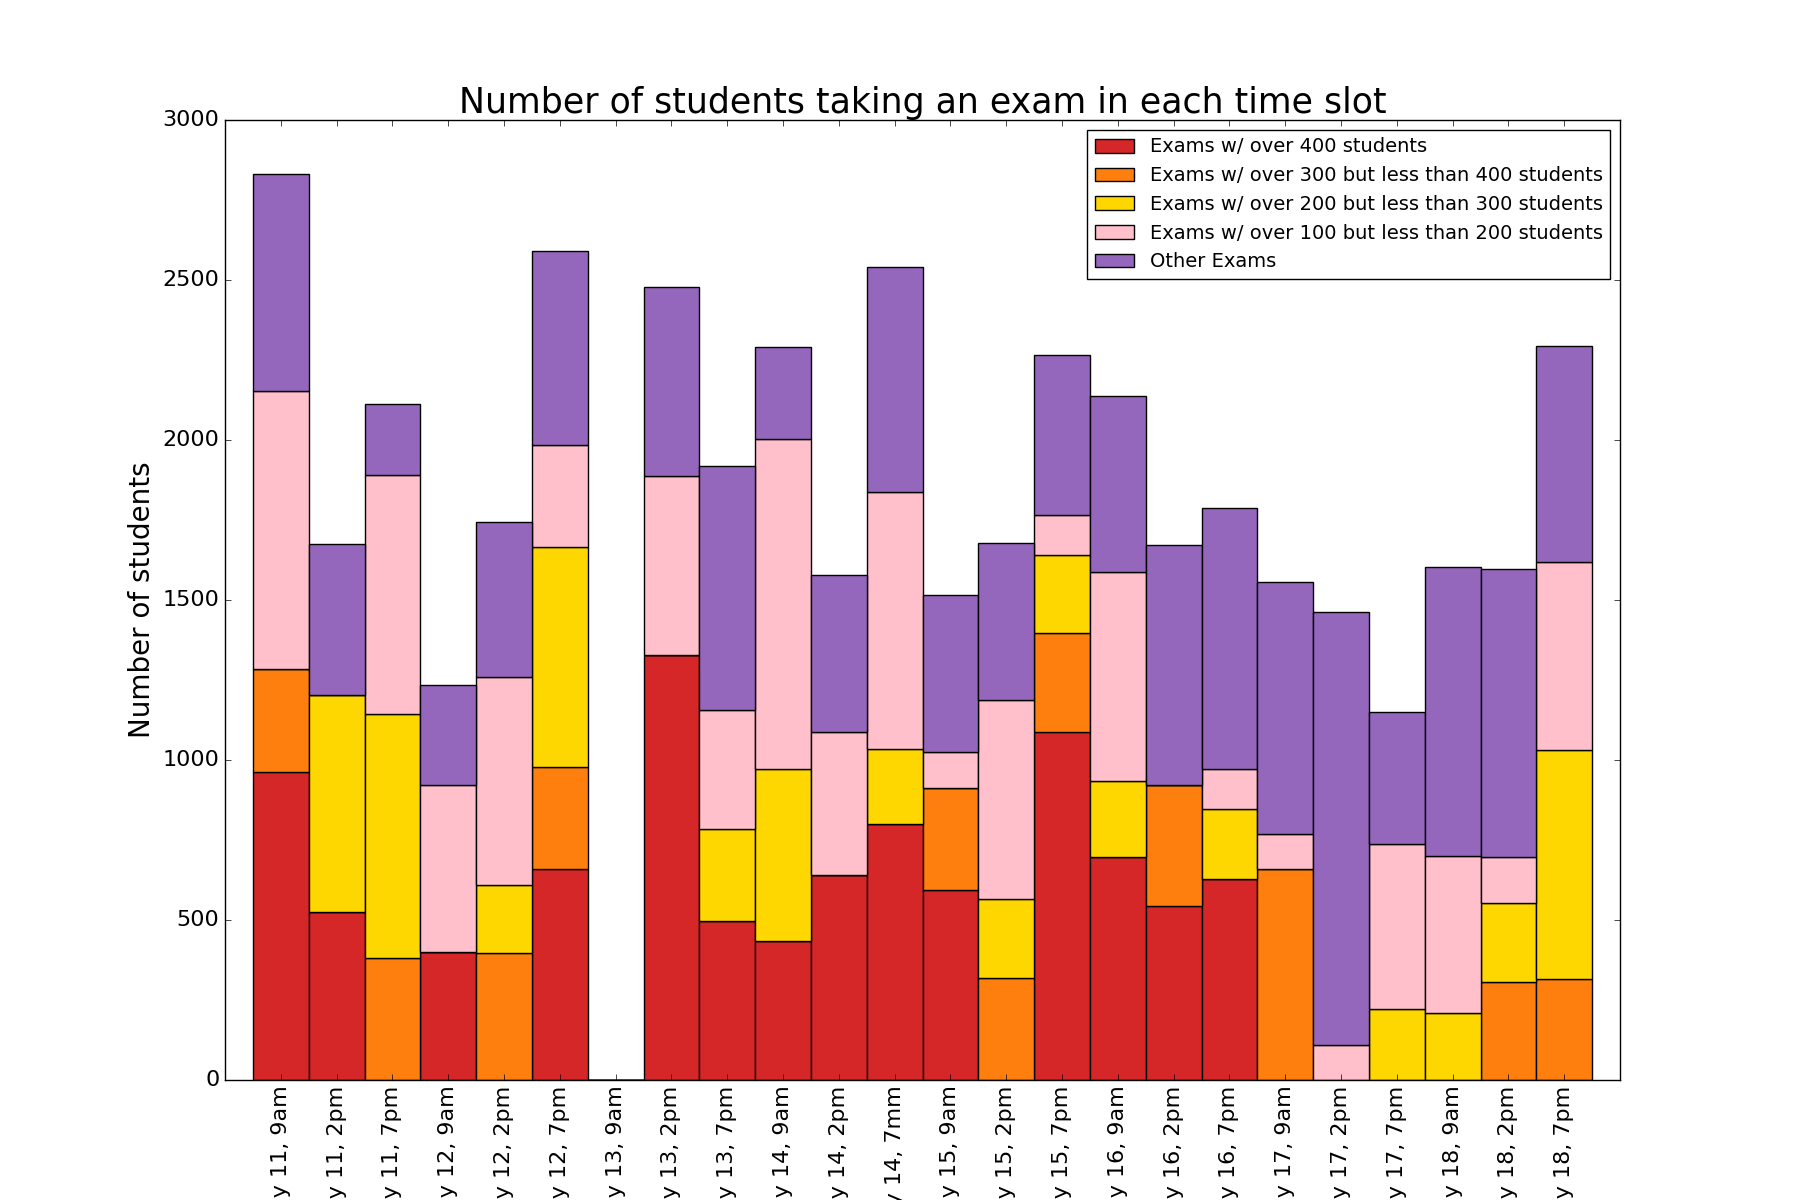 Number of students taking an exam in each time slot
Exams w/ over 400 students
Exams w/ over 300 but less than 400 students
Exams w/ over 200 but less than 300 students
Exams w/ over 100 but less than 200 students
Other Exams
Number of students
3000
2500
2000
1500
1000
500
0
y 11, 9am
y 11, 2pm
y 11, 7pm
y 12, 9am
y 12, 2pm
y 12, 7pm
y 13, 9am
y 13, 2pm
y 13, 7pm
y 14, 9am
y 14, 2pm
y 14, 7mm
y 15, 9am
y 15, 2pm
y 15, 7pm
y 16, 9am
y 16, 2pm
y 16, 7pm
y 17, 9am
y 17, 2pm
y 17, 7pm
y 18, 9am
y 18, 2pm
y 18, 7pm